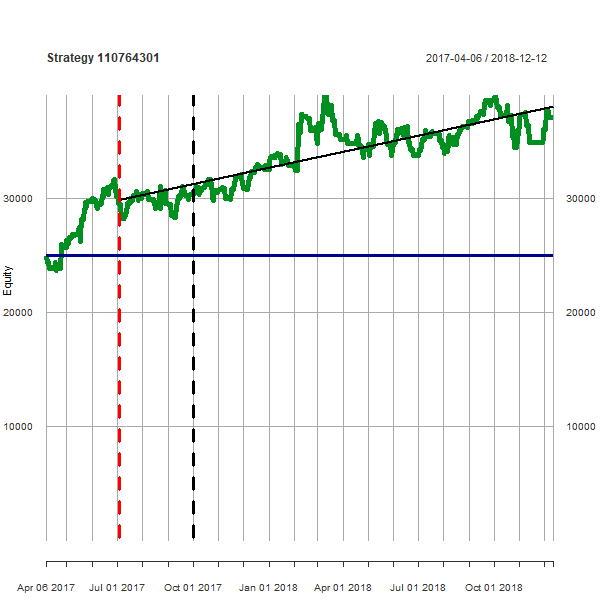 Strategy 110764301
2017-04-06 / 2018-12-12
30000
30000
Equity
20000
20000
10000
10000
Apr 06 2017
Jul 01 2017
Oct 01 2017
Jan 01 2018
Apr 01 2018
Jul 01 2018
Oct 01 2018